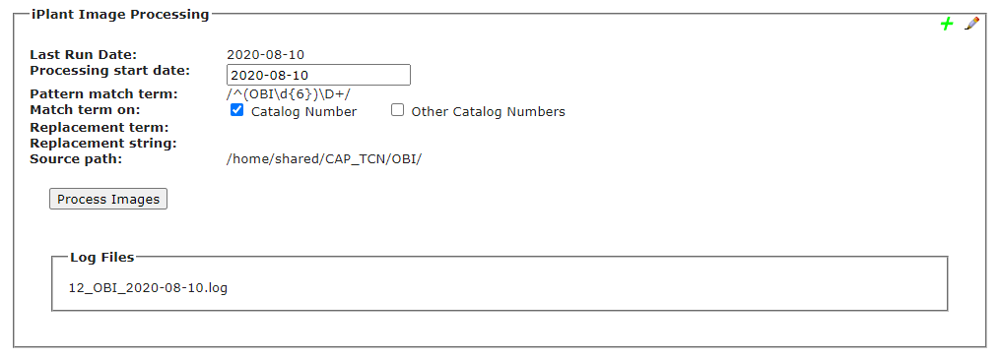 iPlant Image Processing
Last Run Date: 2020-08-10
Processing start date: 2020-08-10
Pattern match term: /^(OBI\d{6})\D+/
Match term on: Catalog Number Other Catalog Numbers
Replacement term:
Replacement string:
Source path: /home/shared/CAP_TCN/OBI/
Process Images
Log Files
12_OBI_2020-08-10.log